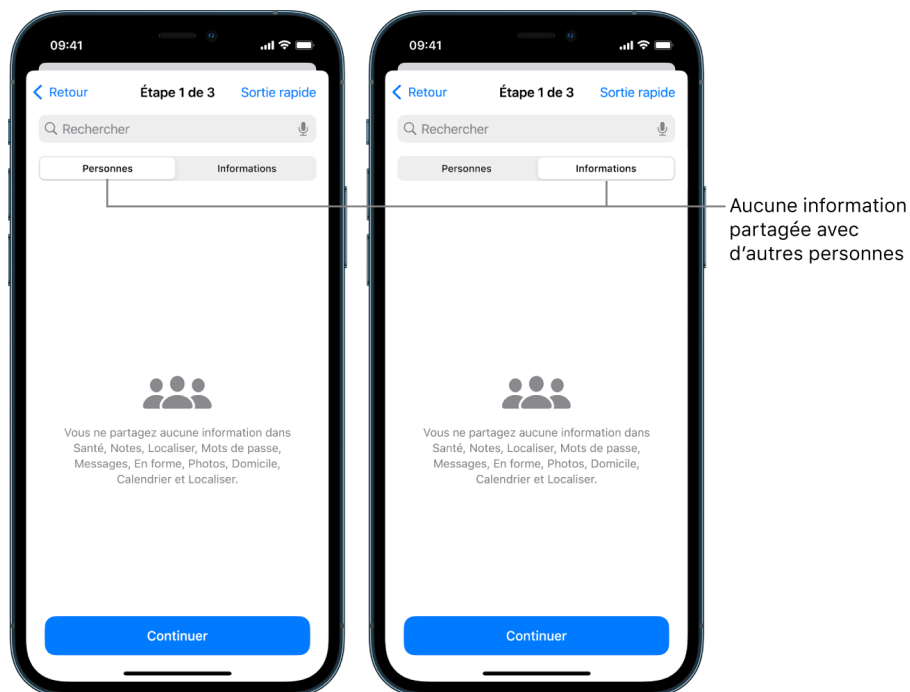 09:41
Retour
Étape 1 de 3
Sortie rapide
Rechercher
Personnes
Informations
Vous ne partagez aucune information dans
Santé, Notes, Localiser, Mots de passe,
Messages, En forme, Photos, Domicile,
Calendrier et Localiser.
Continuer
09:41
Retour
Étape 1 de 3
Sortie rapide
Rechercher
Personnes
Informations
Vous ne partagez aucune information dans
Santé, Notes, Localiser, Mots de passe,
Messages, En forme, Photos, Domicile,
Calendrier et Localiser.
Continuer
Aucune information
partagée avec
d’autres personnes